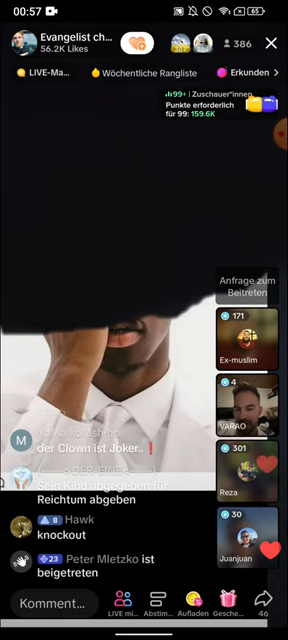 00:57
65
Evangelist ch...
56.2K Likes
386
LIVE-Ma...
Wöchentliche Rangliste
Erkunden
99+ | Zuschauer*innen
Punkte erforderlich
für 99: 159.6K
Anfrage zum
Beitreten
171
Ex-muslim
4
VARAO
301
Reza
30
Juanjuan
M
der Clown ist Joker..❗
DER-EINE
Sein Kind abgegeben für
Reichtum abgeben
8 Hawk
knockout
23 Peter Mletzko ist
beigetreten
Komment...
LIVE mi...
Abstim...
Aufladen
Gesche...
46